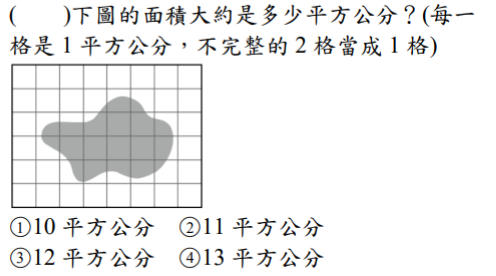 (　　)下圖的面積大約是多少平方公分？(每一
格是 1 平方公分，不完整的 2 格當成 1 格)
①10 平方公分　②11 平方公分
③12 平方公分　④13 平方公分